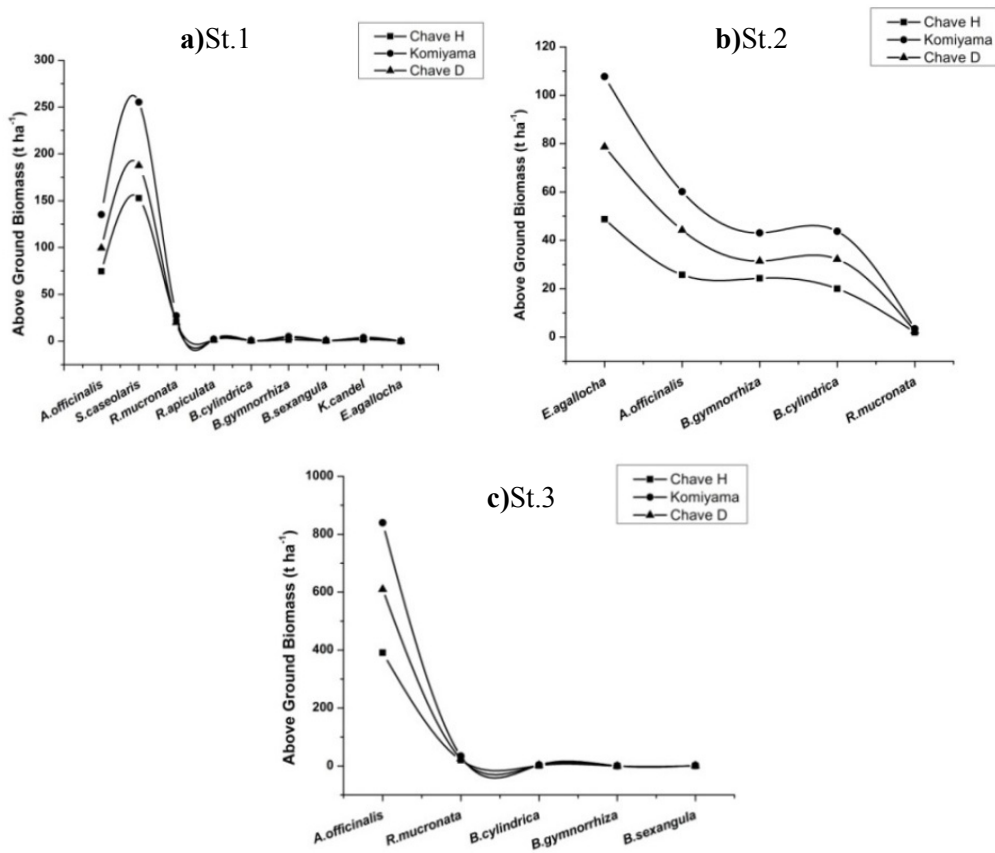 a)St.1
Chave H
Komiyama
Chave D
Above Ground Biomass (t ha-1)
300
250
200
150
100
50
0
A.officinalis
S.caseolaris
R.mucronata
R.apiculata
B.cylindrica
B.gymnorrhiza
B.sexangula
K.candel
E.agallocha
b)St.2
Chave H
Komiyama
Chave D
Above Ground Biomass (t ha-1)
120
100
80
60
40
20
0
E.agallocha
A.officinalis
B.gymnorrhiza
B.cylindrica
R.mucronata
c)St.3
Chave H
Komiyama
Chave D
Above Ground Biomass (t ha-1)
1000
800
600
400
200
0
A.officinalis
R.mucronata
B.cylindrica
B.gymnorrhiza
B.sexangula